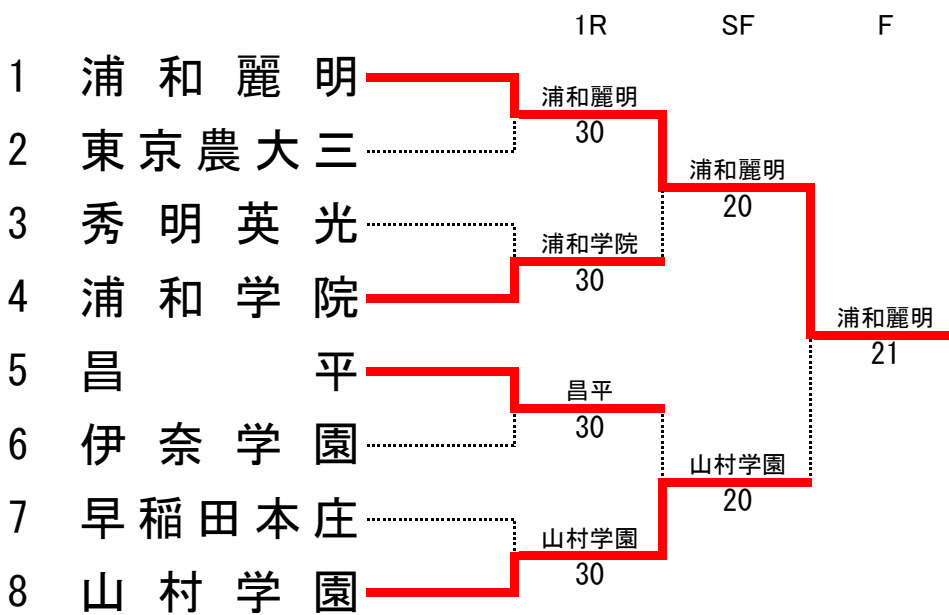 1R SF F
1 浦和麗明
浦和麗明
30
2 東京農大三
浦和麗明
20
3 秀明英光
浦和学院
30
4 浦和学院
浦和麗明
21
5 昌平
昌平
30
6 伊奈学園
山村学園
20
7 早稲田本庄
山村学園
30
8 山村学園